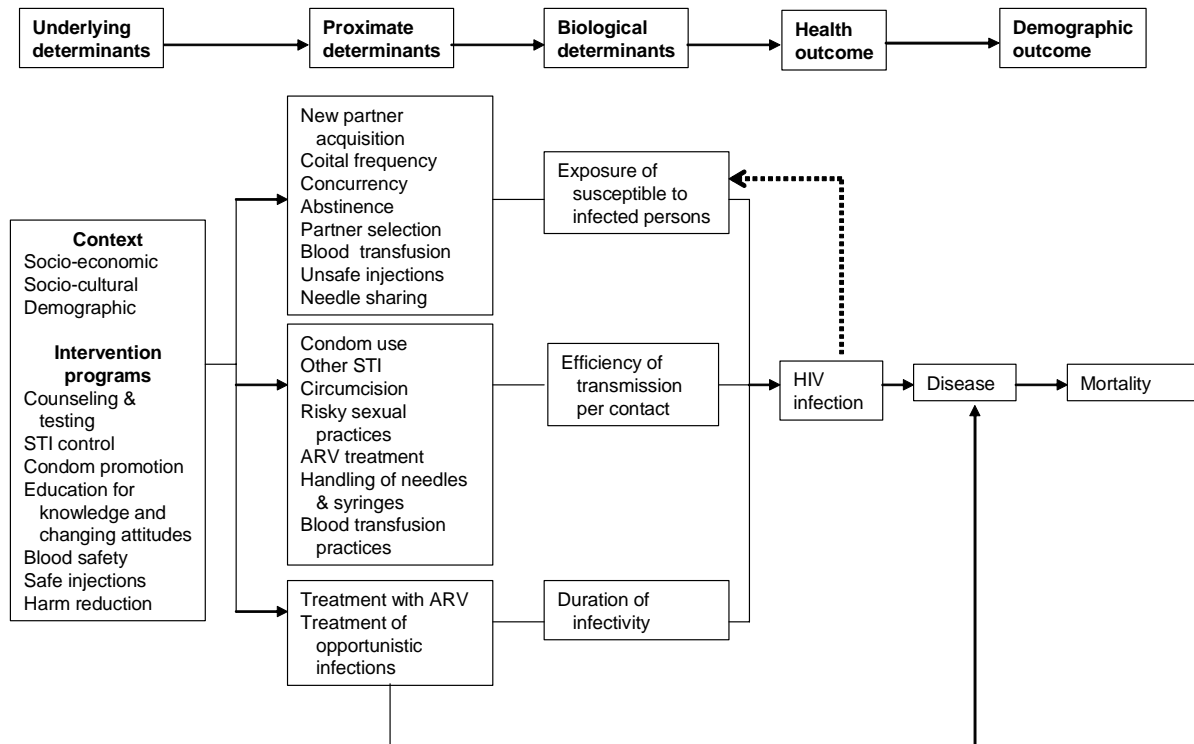 Underlying
determinants
Proximate
determinants
Biological
determinants
Health
outcome
Demographic
outcome
Context
Socio-economic
Socio-cultural
Demographic
Intervention
programs
Counseling &
testing
STI control
Condom promotion
Education for
knowledge and
changing attitudes
Blood safety
Safe injections
Harm reduction
New partner
acquisition
Coital frequency
Concurrency
Abstinence
Partner selection
Blood transfusion
Unsafe injections
Needle sharing
Condom use
Other STI
Circumcision
Risky sexual
practices
ARV treatment
Handling of needles
& syringes
Blood transfusion
practices
Treatment with ARV
Treatment of
opportunistic
infections
Exposure of
susceptible to
infected persons
Efficiency of
transmission
per contact
Duration of
infectivity
HIV
infection
Disease
Mortality